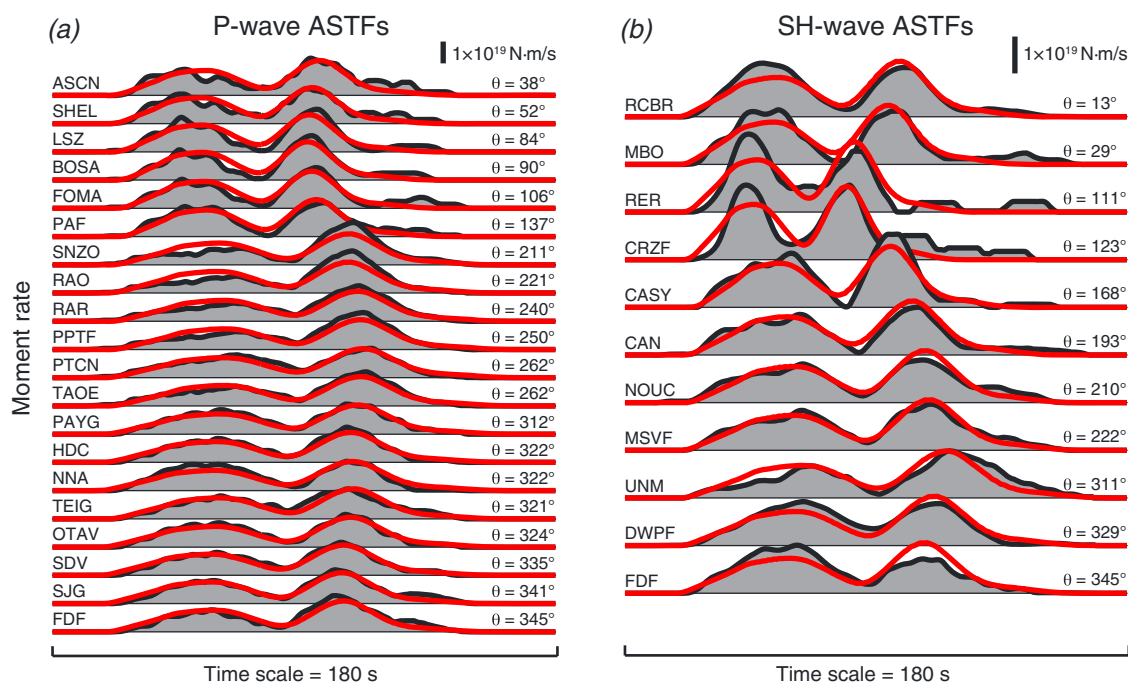 (a) P-wave ASTFs
1×10¹⁹ N·m/s
ASCN θ = 38°
SHEL θ = 52°
LSZ θ = 84°
BOSA θ = 90°
FOMA θ = 106°
PAF θ = 137°
SNZO θ = 211°
RAO θ = 221°
RAR θ = 240°
PPTF θ = 250°
PTCN θ = 262°
TAOE θ = 262°
PAYG θ = 312°
HDC θ = 322°
NNA θ = 322°
TEIG θ = 321°
OTAV θ = 324°
SDV θ = 335°
SJG θ = 341°
FDF θ = 345°
Moment rate
Time scale = 180 s
(b) SH-wave ASTFs
1×10¹⁹ N·m/s
RCBR θ = 13°
MBO θ = 29°
RER θ = 111°
CRZF θ = 123°
CASY θ = 168°
CAN θ = 193°
NOUC θ = 210°
MSVF θ = 222°
UNM θ = 311°
DWPF θ = 329°
FDF θ = 345°
Time scale = 180 s